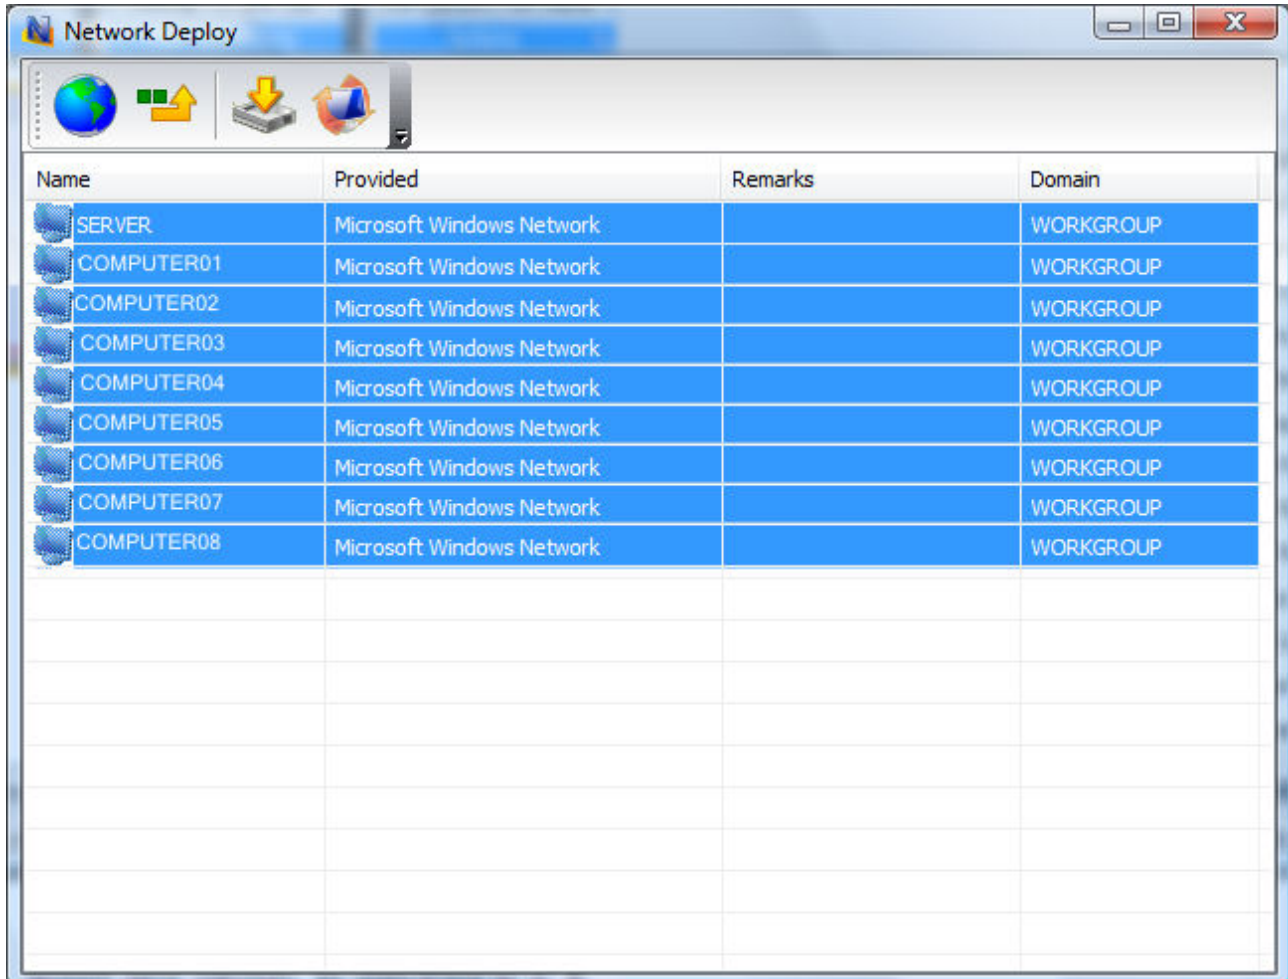 Network Deploy
Name Provided Remarks Domain
SERVER Microsoft Windows Network WORKGROUP
COMPUTER01 Microsoft Windows Network WORKGROUP
COMPUTER02 Microsoft Windows Network WORKGROUP
COMPUTER03 Microsoft Windows Network WORKGROUP
COMPUTER04 Microsoft Windows Network WORKGROUP
COMPUTER05 Microsoft Windows Network WORKGROUP
COMPUTER06 Microsoft Windows Network WORKGROUP
COMPUTER07 Microsoft Windows Network WORKGROUP
COMPUTER08 Microsoft Windows Network WORKGROUP